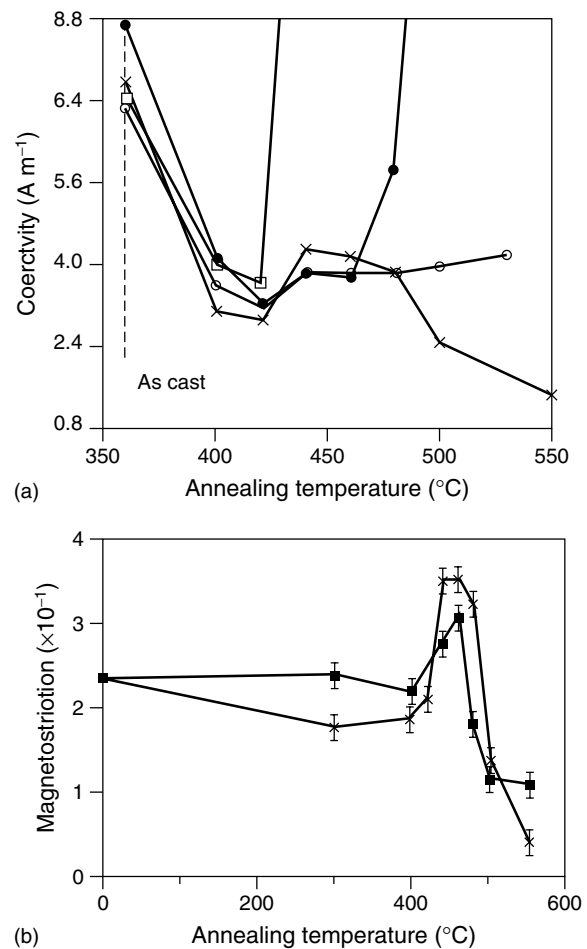 8.8
6.4
5.6
4.0
2.4
0.8
Coerctvity (A m−1)
As cast
350 400 450 500 550
(a) Annealing temperature (°C)
4
3
2
1
0
Magnetostriotion (×10−1)
0 200 400 600
(b) Annealing temperature (°C)